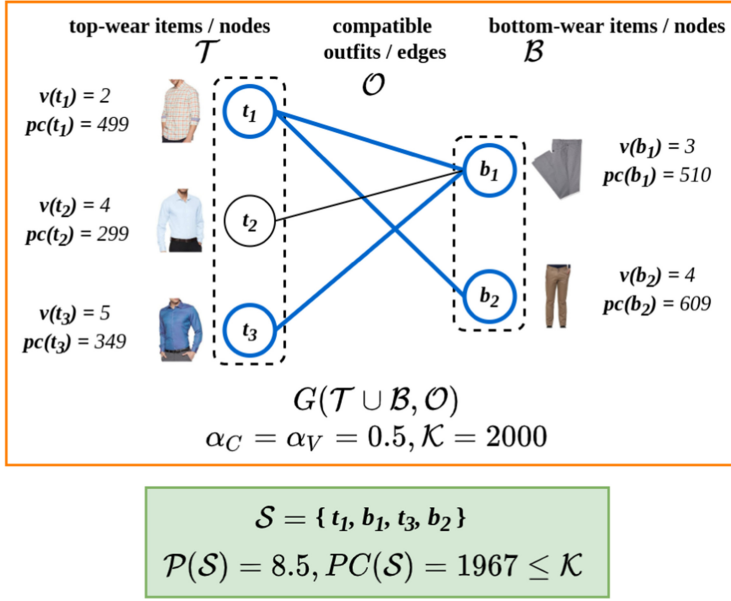 top-wear items / nodes
𝒯
compatible
outfits / edges
𝒪
bottom-wear items / nodes
ℬ
v(t₁) = 2
pc(t₁) = 499
t₁
v(t₂) = 4
pc(t₂) = 299
t₂
v(t₃) = 5
pc(t₃) = 349
t₃
b₁
v(b₁) = 3
pc(b₁) = 510
b₂
v(b₂) = 4
pc(b₂) = 609
G(𝒯 ∪ ℬ, 𝒪)
α_C = α_V = 0.5, 𝒦 = 2000
𝒮 = { t₁, b₁, t₃, b₂ }
𝒫(𝒮) = 8.5, PC(𝒮) = 1967 ≤ 𝒦